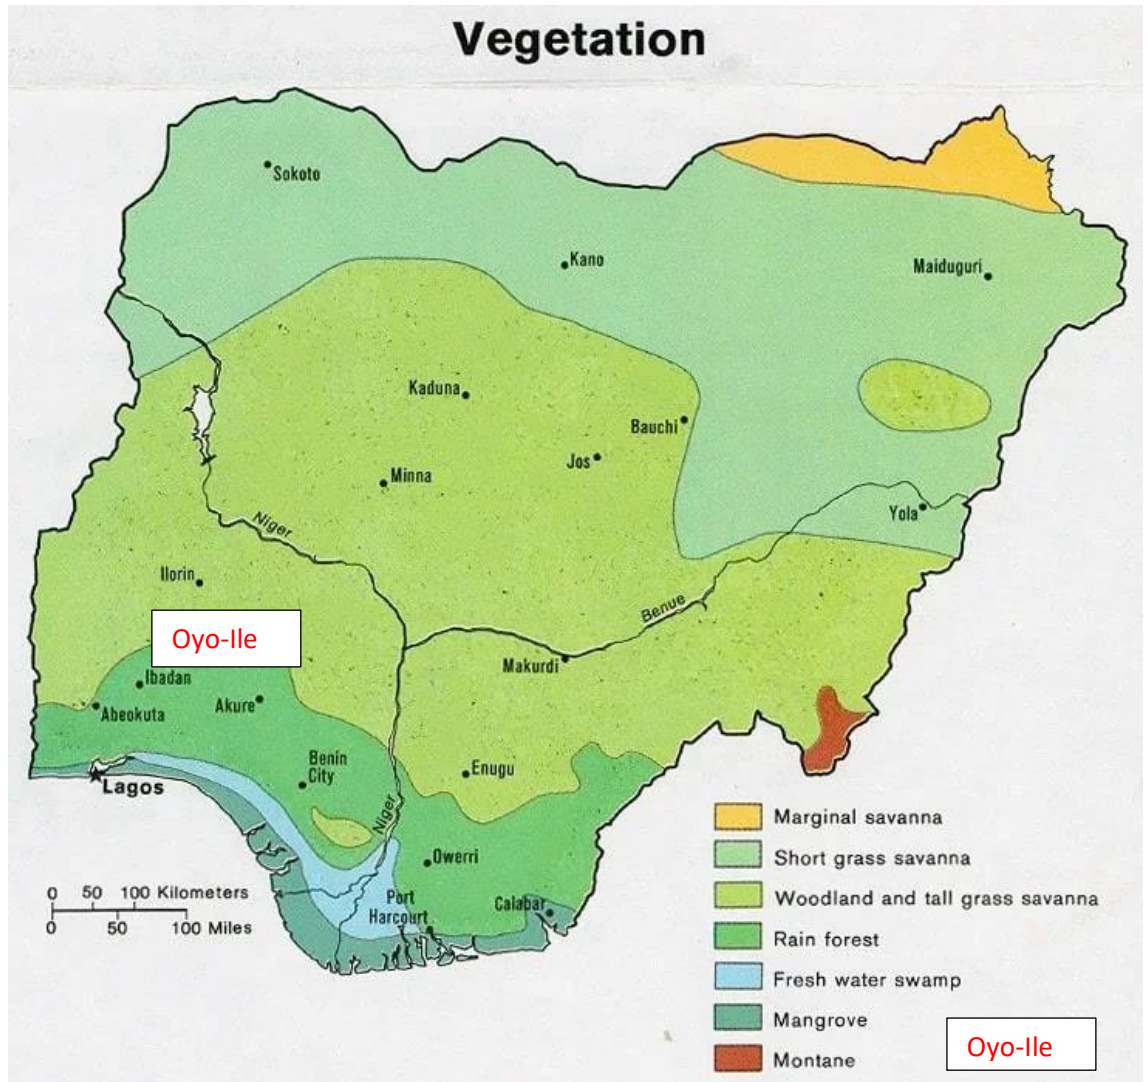 Vegetation
Sokoto
Kano
Maiduguri
Kaduna
Bauchi
Jos
Minna
Yola
Niger
Ilorin
Benue
Oyo-Ile
Makurdi
Ibadan
Akure
Abeokuta
Benin
City
Enugu
Lagos
Niger
Owerri
Port
Harcourt
Calabar
0 50 100 Kilometers
0 50 100 Miles
Marginal savanna
Short grass savanna
Woodland and tall grass savanna
Rain forest
Fresh water swamp
Mangrove
Montane
Oyo-Ile